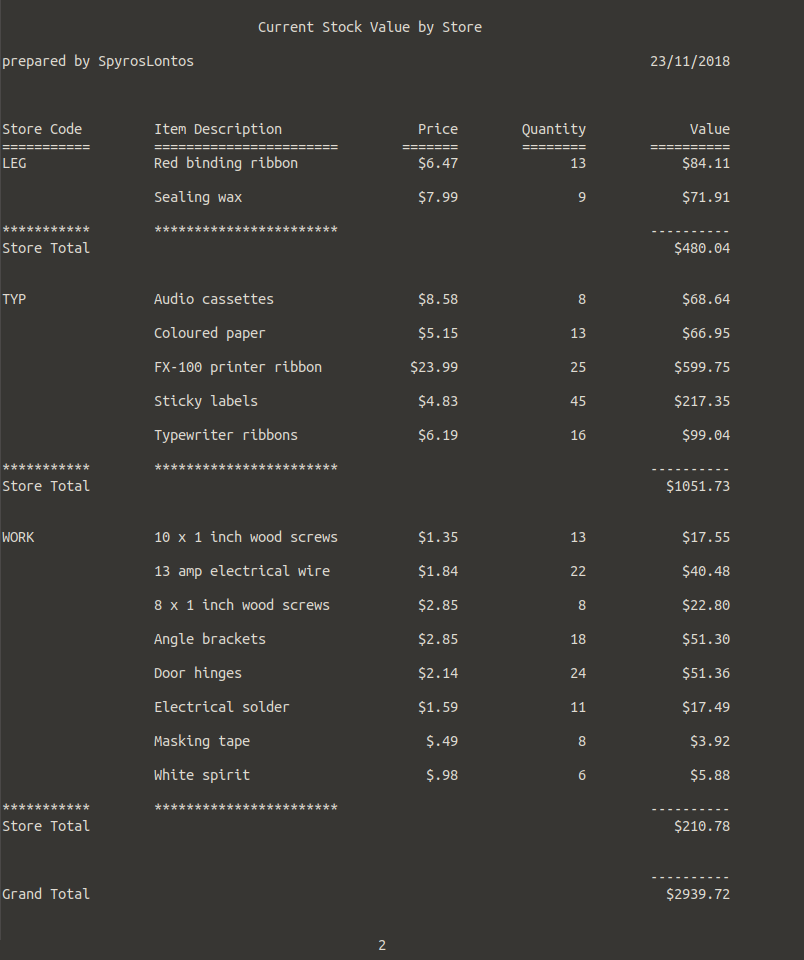 Current Stock Value by Store
prepared by SpyrosLontos 23/11/2018
Store Code Item Description Price Quantity Value
=========== ======================= ======= ======== ==========
LEG Red binding ribbon $6.47 13 $84.11
Sealing wax $7.99 9 $71.91
*********** *********************** ----------
Store Total $480.04
TYP Audio cassettes $8.58 8 $68.64
Coloured paper $5.15 13 $66.95
FX-100 printer ribbon $23.99 25 $599.75
Sticky labels $4.83 45 $217.35
Typewriter ribbons $6.19 16 $99.04
*********** *********************** ----------
Store Total $1051.73
WORK 10 x 1 inch wood screws $1.35 13 $17.55
13 amp electrical wire $1.84 22 $40.48
8 x 1 inch wood screws $2.85 8 $22.80
Angle brackets $2.85 18 $51.30
Door hinges $2.14 24 $51.36
Electrical solder $1.59 11 $17.49
Masking tape $.49 8 $3.92
White spirit $.98 6 $5.88
*********** *********************** ----------
Store Total $210.78
----------
Grand Total $2939.72
2